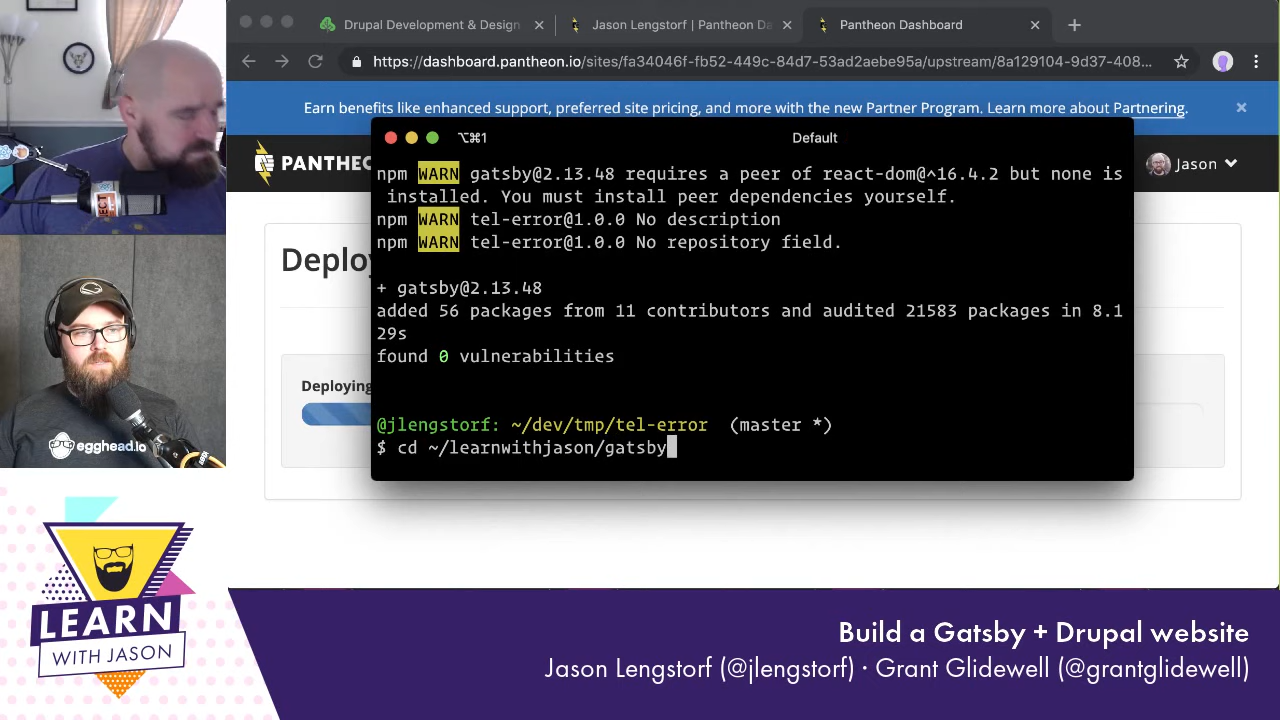 Drupal Development & Design
Jason Lengstorf | Pantheon Da
Pantheon Dashboard
https://dashboard.pantheon.io/sites/fa34046f-fb52-449c-84d7-53ad2aebe95a/upstream/8a129104-9d37-408...
Earn benefits like enhanced support, preferred site pricing, and more with the new Partner Program. Learn more about Partnering.
PANTHEO
Jason
⌥⌘1
Default
npm WARN gatsby@2.13.48 requires a peer of react-dom@^16.4.2 but none is
installed. You must install peer dependencies yourself.
npm WARN tel-error@1.0.0 No description
npm WARN tel-error@1.0.0 No repository field.
+ gatsby@2.13.48
added 56 packages from 11 contributors and audited 21583 packages in 8.1
29s
found 0 vulnerabilities
@jlengstorf: ~/dev/tmp/tel-error (master *)
$ cd ~/learnwithjason/gatsby
Deploy
Deploying
egghead.io
LEARN
WITH JASON
Build a Gatsby + Drupal website
Jason Lengstorf (@jlengstorf) · Grant Glidewell (@grantglidewell)